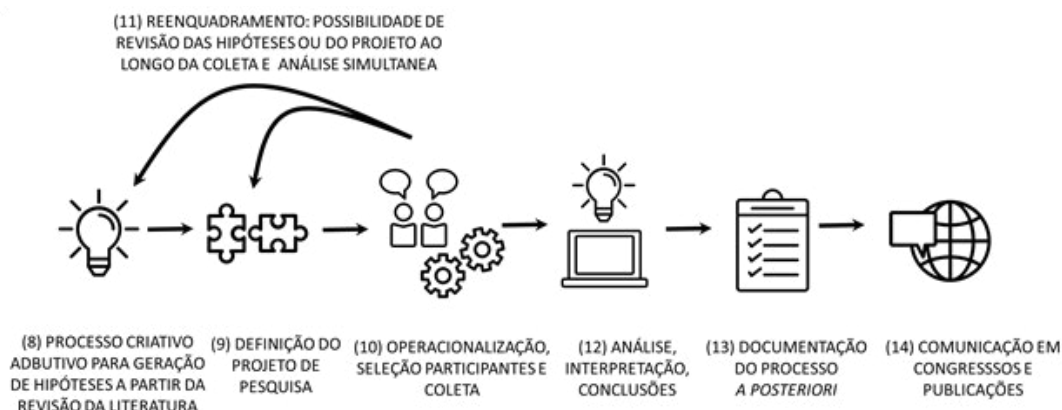 (11) REENQUADRAMENTO: POSSIBILIDADE DE
REVISÃO DAS HIPÓTESES OU DO PROJETO AO
LONGO DA COLETA E ANÁLISE SIMULTANEA
(8) PROCESSO CRIATIVO
ADBUTIVO PARA GERAÇÃO
DE HIPÓTESES A PARTIR DA
REVISÃO DA LITERATURA
(9) DEFINIÇÃO DO
PROJETO DE
PESQUISA
(10) OPERACIONALIZAÇÃO,
SELEÇÃO PARTICIPANTES E
COLETA
(12) ANÁLISE,
INTERPRETAÇÃO,
CONCLUSÕES
(13) DOCUMENTAÇÃO
DO PROCESSO
A POSTERIORI
(14) COMUNICAÇÃO EM
CONGRESSSOS E
PUBLICAÇÕES